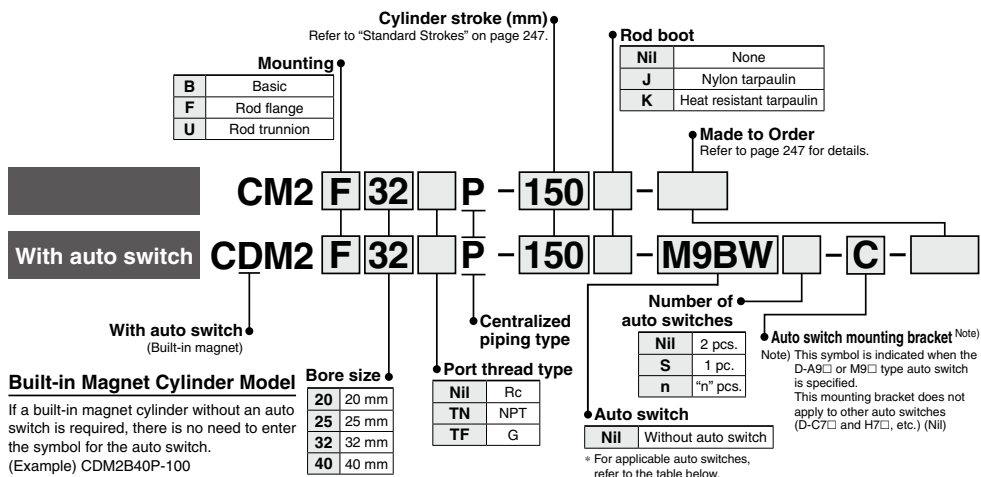 Cylinder stroke (mm)
Refer to "Standard Strokes" on page 247.
Rod boot
Nil None
J Nylon tarpaulin
K Heat resistant tarpaulin
Mounting
B Basic
F Rod flange
U Rod trunnion
Made to Order
Refer to page 247 for details.
CM2 F 32 P - 150 -
With auto switch CDM2 F 32 P - 150 - M9BW - C -
With auto switch
(Built-in magnet)
Built-in Magnet Cylinder Model
If a built-in magnet cylinder without an auto
switch is required, there is no need to enter
the symbol for the auto switch.
(Example) CDM2B40P-100
Bore size
20 20 mm
25 25 mm
32 32 mm
40 40 mm
Centralized
piping type
Port thread type
Nil Rc
TN NPT
TF G
Number of
auto switches
Nil 2 pcs.
S 1 pc.
n "n" pcs.
Auto switch
Nil Without auto switch
* For applicable auto switches,
refer to the table below.
Auto switch mounting bracket Note)
Note) This symbol is indicated when the
D-A9□ or M9□ type auto switch
is specified.
This mounting bracket does not
apply to other auto switches
(D-C7□ and H7□, etc.) (Nil)